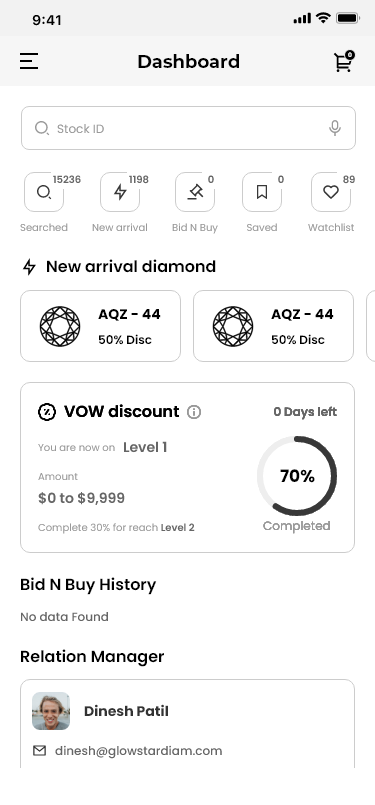 9:41
Dashboard
0
Stock ID
15236 1198 0 0 89
Searched New arrival Bid N Buy Saved Watchlist
New arrival diamond
AQZ - 44 AQZ - 44
50% Disc 50% Disc
VOW discount 0 Days left
You are now on Level 1
Amount
70%
$0 to $9,999
Complete 30% for reach Level 2
Completed
Bid N Buy History
No data Found
Relation Manager
Dinesh Patil
dinesh@glowstardiam.com